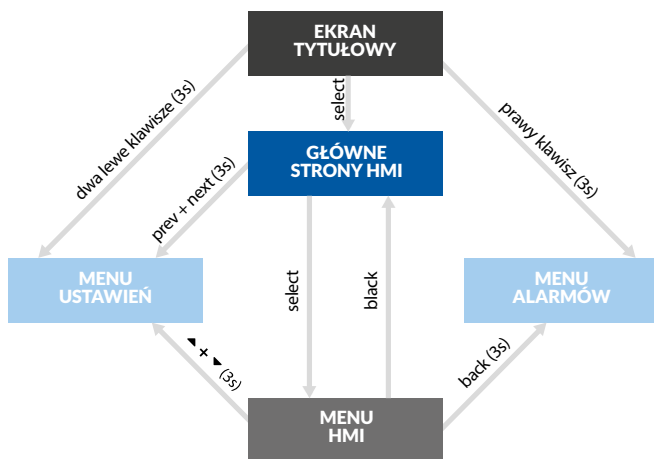 EKRAN
TYTUŁOWY
dwa lewe klawisze (3s)
select
prawy klawisz (3s)
GŁÓWNE
STRONY HMI
prev + next (3s)
MENU
USTAWIEŃ
select
black
MENU
ALARMÓW
◥ + ◥ (3s)
back (3s)
MENU
HMI